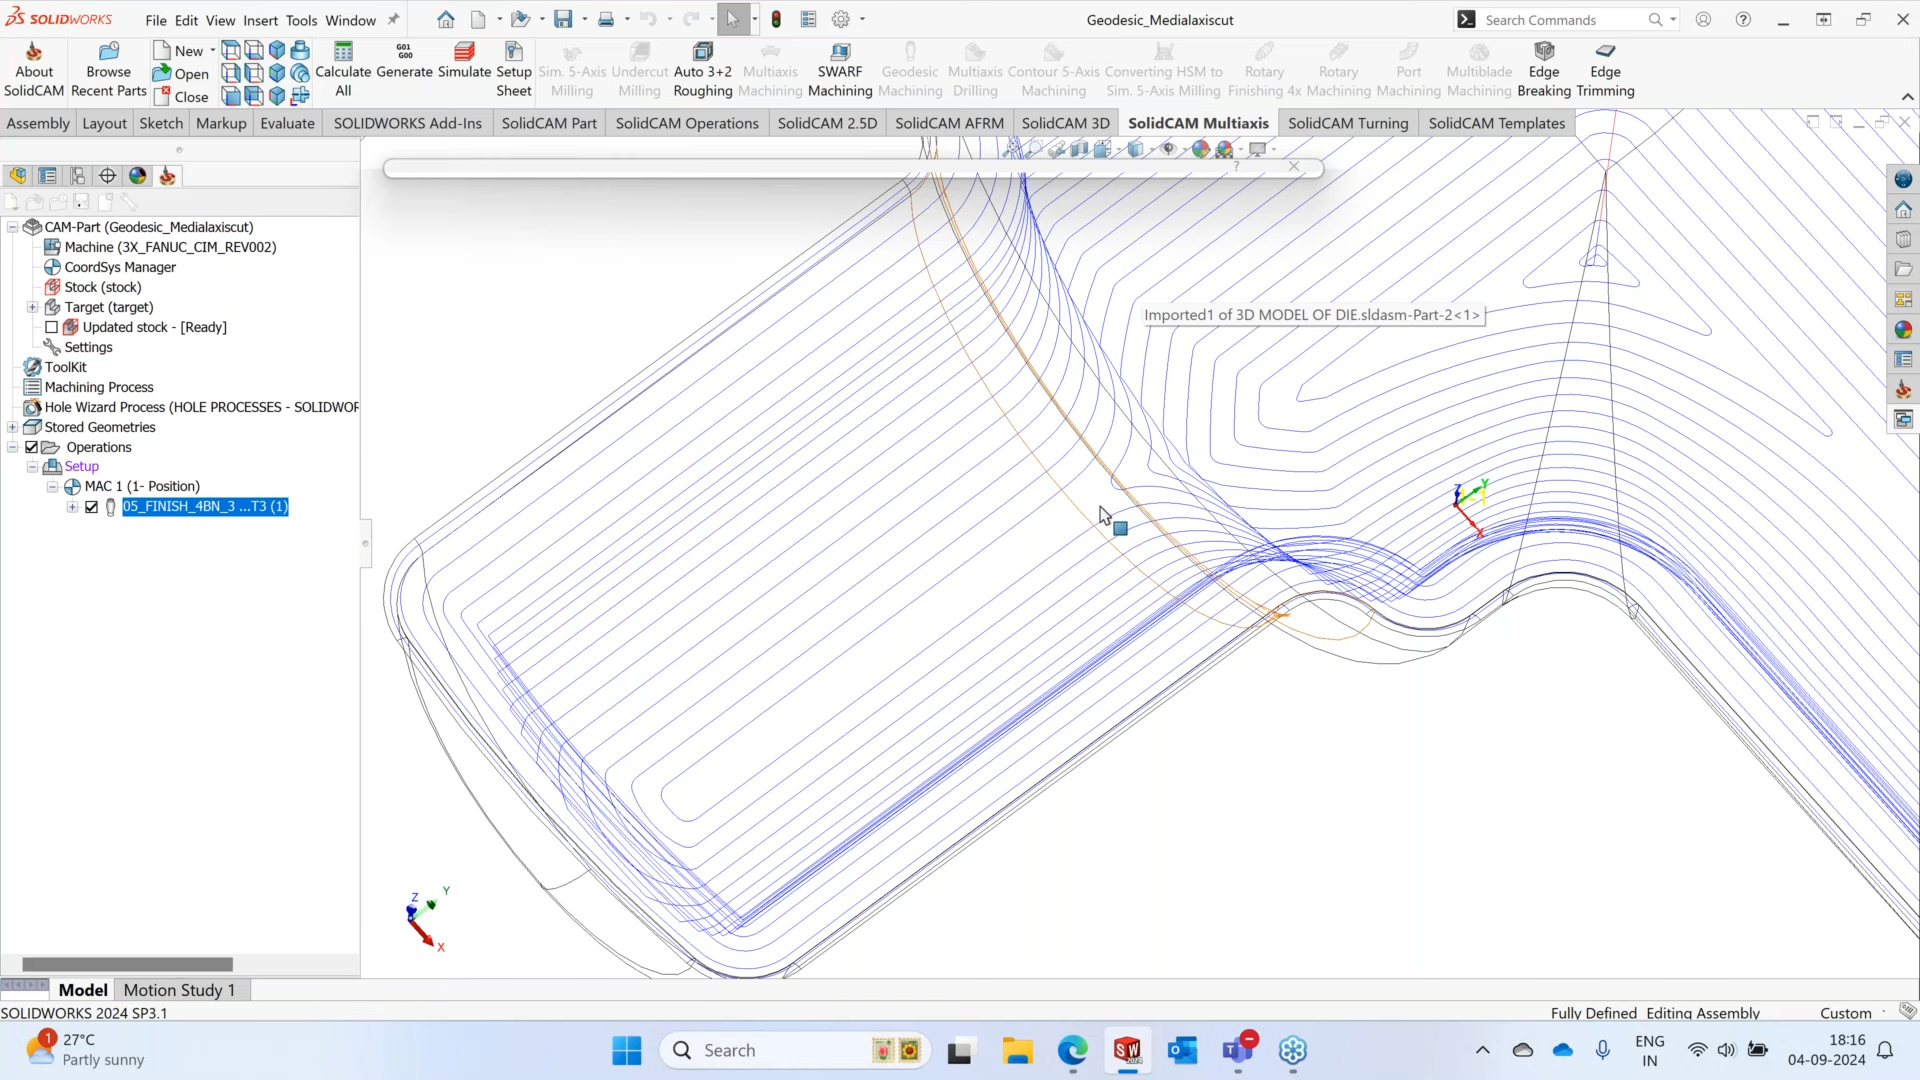 SOLIDWORKS File Edit View Insert Tools Window Geodesic_Medialaxiscut Search Commands
About SolidCAM
Browse Recent Parts
New
Open
Close
Calculate All
G01 G00 Generate
Simulate
Setup Sheet
Sim. 5-Axis Milling
Undercut Milling
Auto 3+2 Roughing
Multiaxis Machining
SWARF Machining
Geodesic Machining
Multiaxis Drilling
Contour 5-Axis Machining
Converting HSM to Sim. 5-Axis Milling
Rotary Finishing
Rotary 4x Machining
Port Machining
Multiblade Machining
Edge Breaking
Edge Trimming
Assembly Layout Sketch Markup Evaluate SOLIDWORKS Add-Ins SolidCAM Part SolidCAM Operations SolidCAM 2.5D SolidCAM AFRM SolidCAM 3D SolidCAM Multiaxis SolidCAM Turning SolidCAM Templates
CAM-Part (Geodesic_Medialaxiscut)
Machine (3X_FANUC_CIM_REV002)
CoordSys Manager
Stock (stock)
Target (target)
Updated stock - [Ready]
Settings
ToolKit
Machining Process
Hole Wizard Process (HOLE PROCESSES - SOLIDWOR
Stored Geometries
Operations
Setup
MAC 1 (1- Position)
05_FINISH_4BN_3 ...T3 (1)
Imported1 of 3D MODEL OF DIE.sldasm-Part-2<1>
Z Y X
Z Y X
Model Motion Study 1
SOLIDWORKS 2024 SP3.1 Fully Defined Editing Assembly Custom
1 27°C
Partly sunny
Search
ENG
IN
18:16
04-09-2024